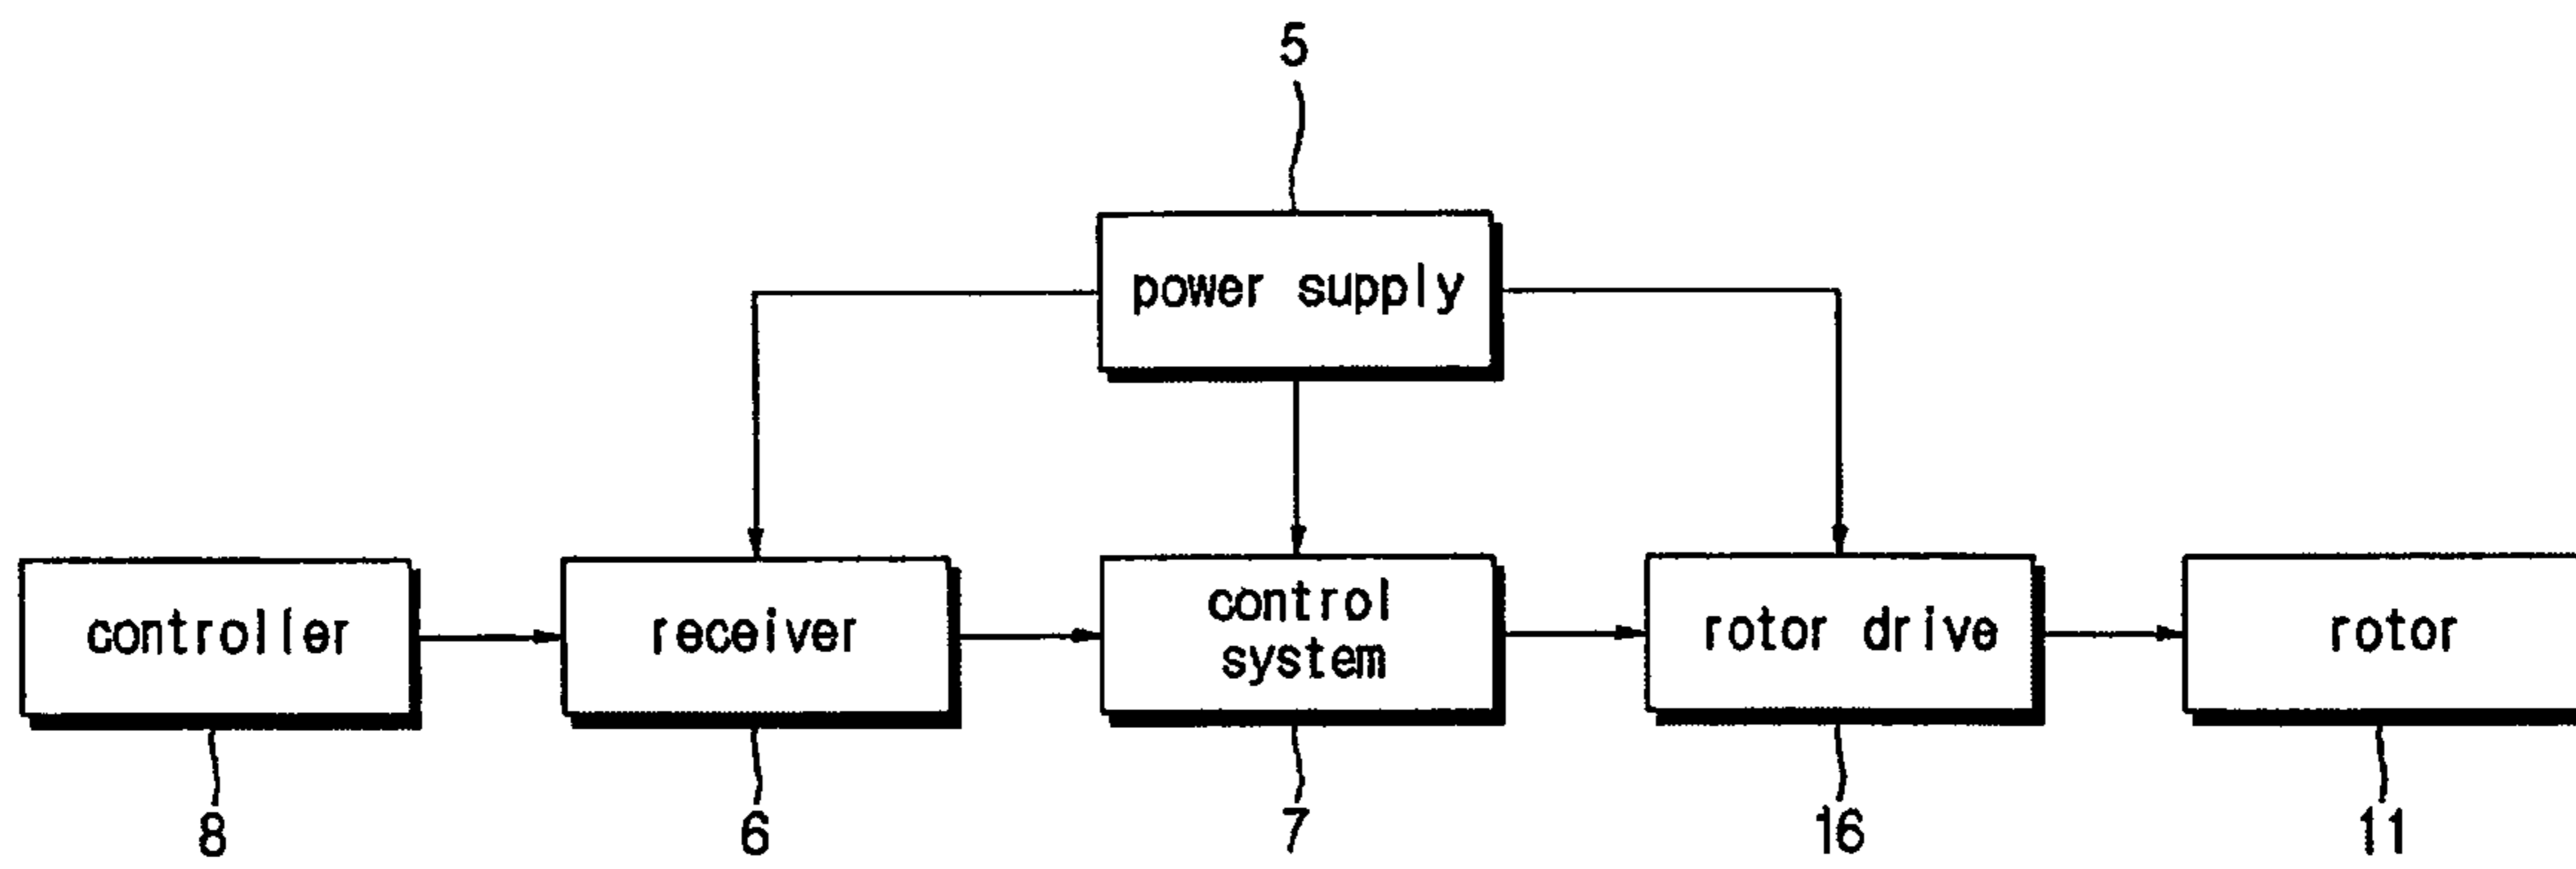 5
power supply
controller
receiver
control
system
rotor drive
rotor
8
6
7
16
11